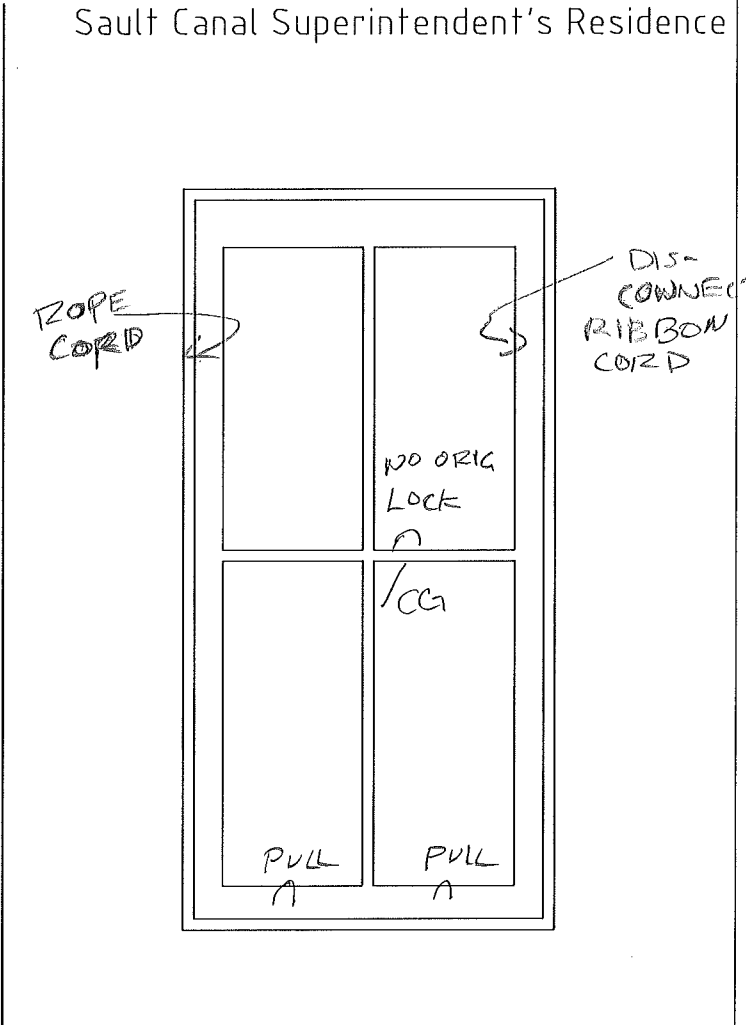 Sault Canal Superintendent's Residence
ROPE
CORD
DIS-
CONNEC
RIBBON
CORD
NO ORIG
LOCK
CG
PULL PULL